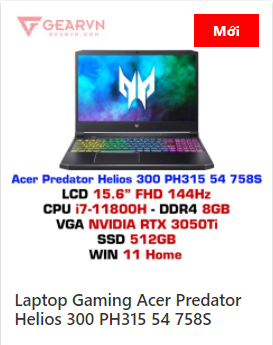 GEARVN
GEARVN.COM
Mới
Acer Predator Helios 300 PH315 54 758S
LCD 15.6” FHD 144Hz
CPU i7-11800H - DDR4 8GB
VGA NVIDIA RTX 3050Ti
SSD 512GB
WIN 11 Home
Laptop Gaming Acer Predator
Helios 300 PH315 54 758S